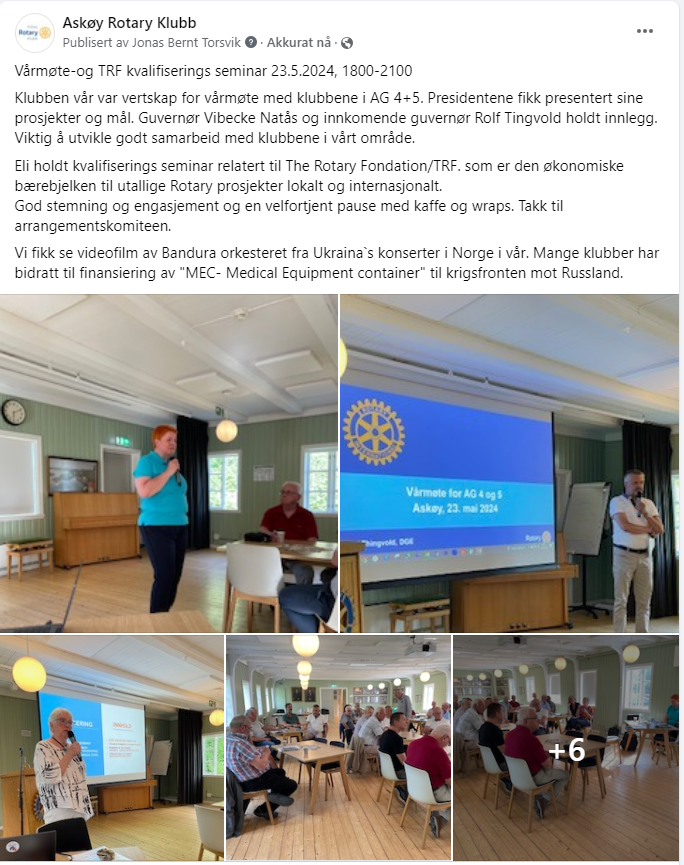 Askøy Rotary Klubb
Publisert av Jonas Bernt Torsvik · Akkurat nå ·
Vårmøte-og TRF kvalifiserings seminar 23.5.2024, 1800-2100
Klubben vår var vertskap for vårmøte med klubbene i AG 4+5. Presidentene fikk presentert sine
prosjekter og mål. Guvernør Vibecke Natås og innkomende guvernør Rolf Tingvold holdt innlegg.
Viktig å utvikle godt samarbeid med klubbene i vårt område.
Eli holdt kvalifiserings seminar relatert til The Rotary Fondation/TRF. som er den økonomiske
bærebjelken til utallige Rotary prosjekter lokalt og internasjonalt.
God stemning og engasjement og en velfortjent pause med kaffe og wraps. Takk til
arrangementskomiteen.
Vi fikk se videofilm av Bandura orkesteret fra Ukraina`s konserter i Norge i vår. Mange klubber har
bidratt til finansiering av "MEC- Medical Equipment container" til krigsfronten mot Russland.
Vårmøte for AG 4 og 5
Askøy, 23. mai 2024
hingvold, DGE
Rotary
+6